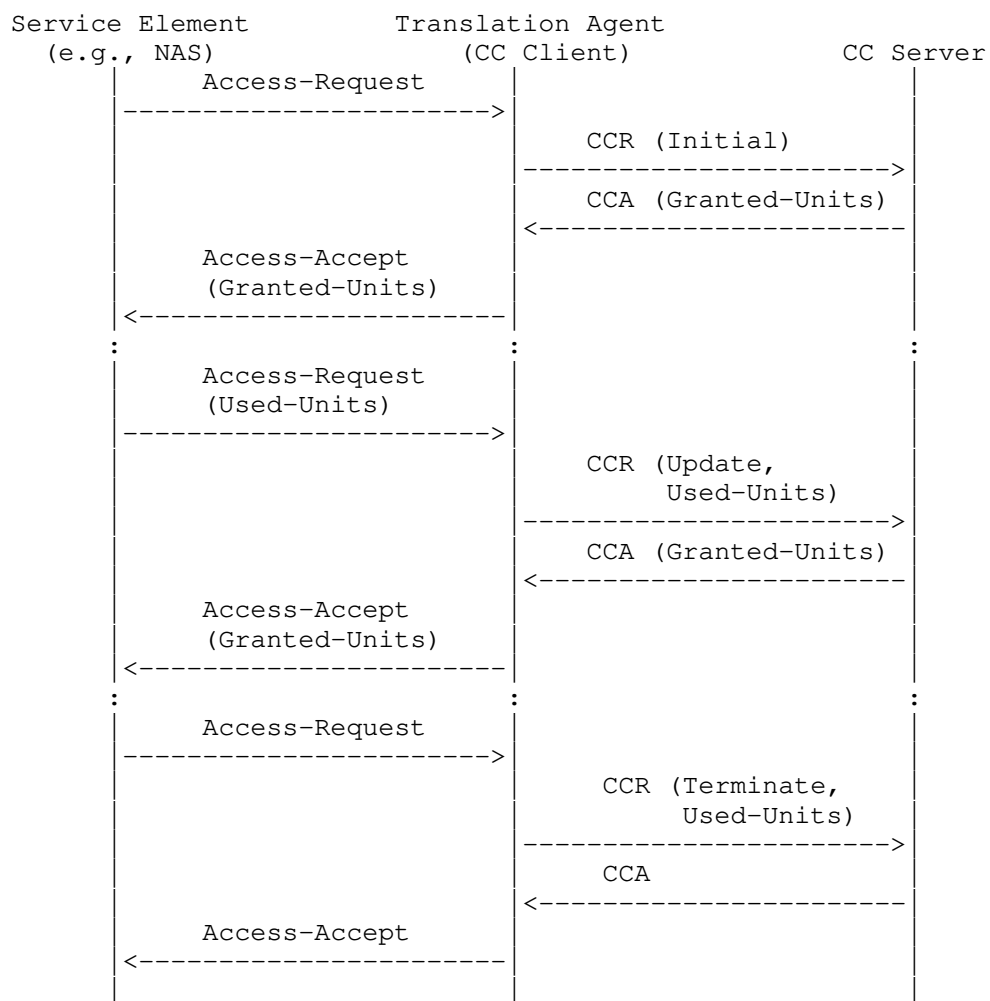 Service Element Translation Agent
(e.g., NAS) (CC Client) CC Server
Access-Request
CCR (Initial)
CCA (Granted-Units)
Access-Accept
(Granted-Units)
Access-Request
(Used-Units)
CCR (Update,
Used-Units)
CCA (Granted-Units)
Access-Accept
(Granted-Units)
Access-Request
CCR (Terminate,
Used-Units)
CCA
Access-Accept